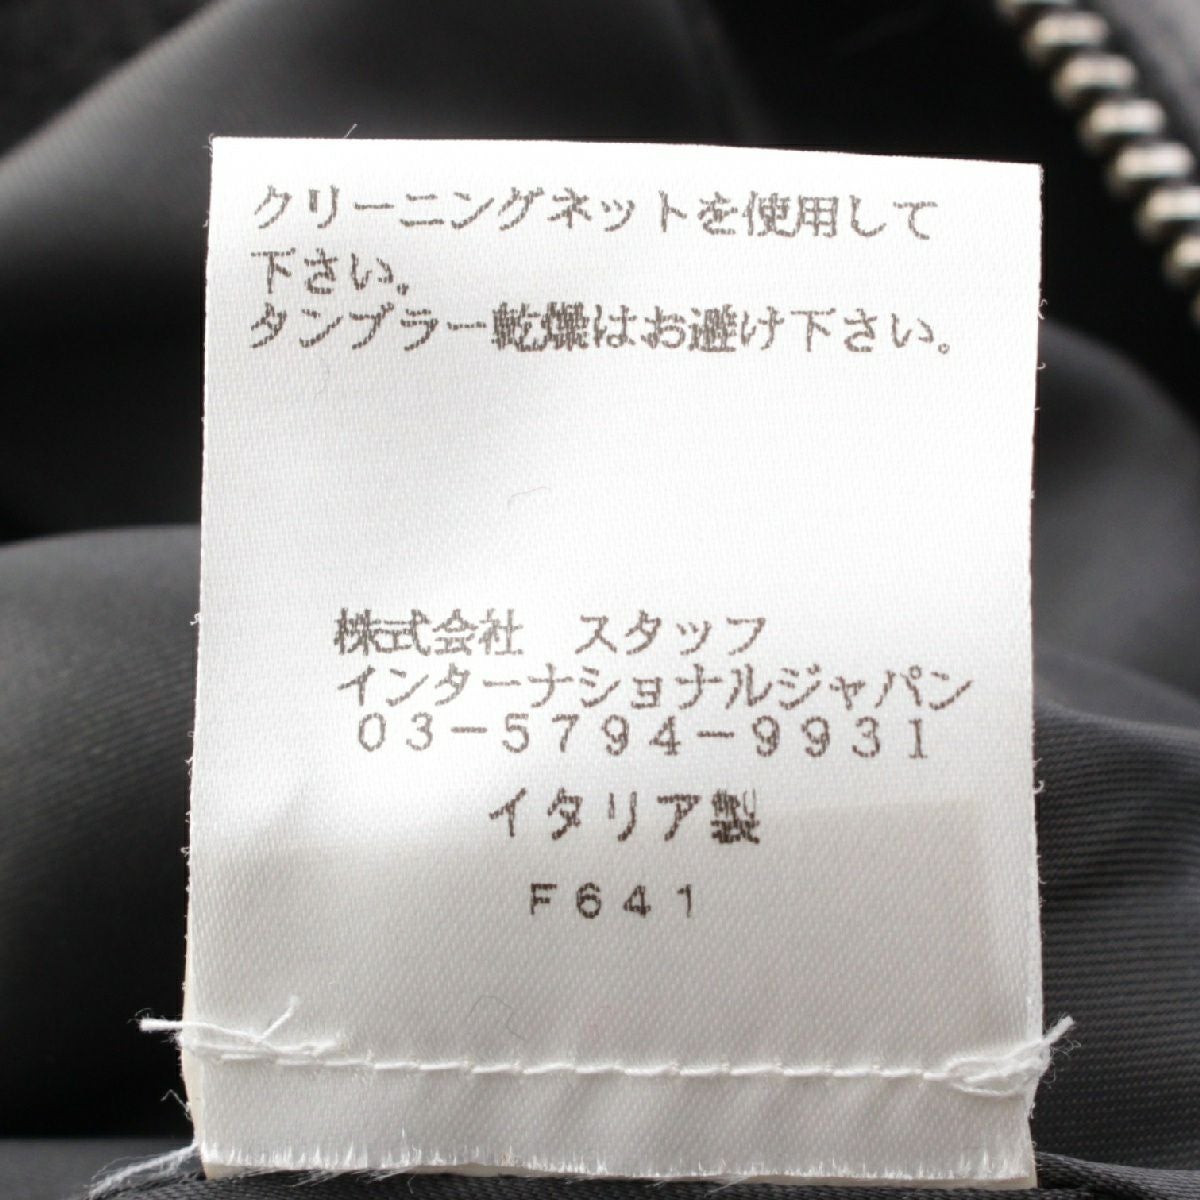 クリーニングネットを使用して
下さい。
タンブラー乾燥はお避け下さい。
株式会社　スタッフ
インターナショナルジャパン
０３−５７９４−９９３１
イタリア製
Ｆ６４１